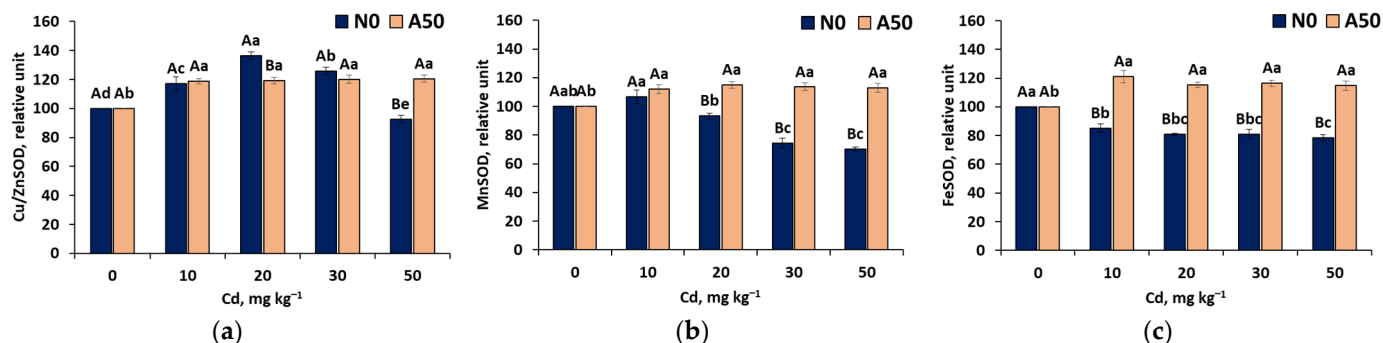 160 N0 A50
140
120
100
80
60
40
20
0
Cu/ZnSOD, relative unit
Ad Ab Ac Aa Aa Ba Ab Aa Be Aa
0 10 20 30 50
Cd, mg kg⁻¹
(a)
160 N0 A50
140
120
100
80
60
40
20
0
MnSOD, relative unit
Aab Ab Aa Aa Bb Aa Bc Aa Bc Aa
0 10 20 30 50
Cd, mg kg⁻¹
(b)
160 N0 A50
140
120
100
80
60
40
20
0
FeSOD, relative unit
Aa Ab Bb Aa Bbc Aa Bbc Aa Bc Aa
0 10 20 30 50
Cd, mg kg⁻¹
(c)